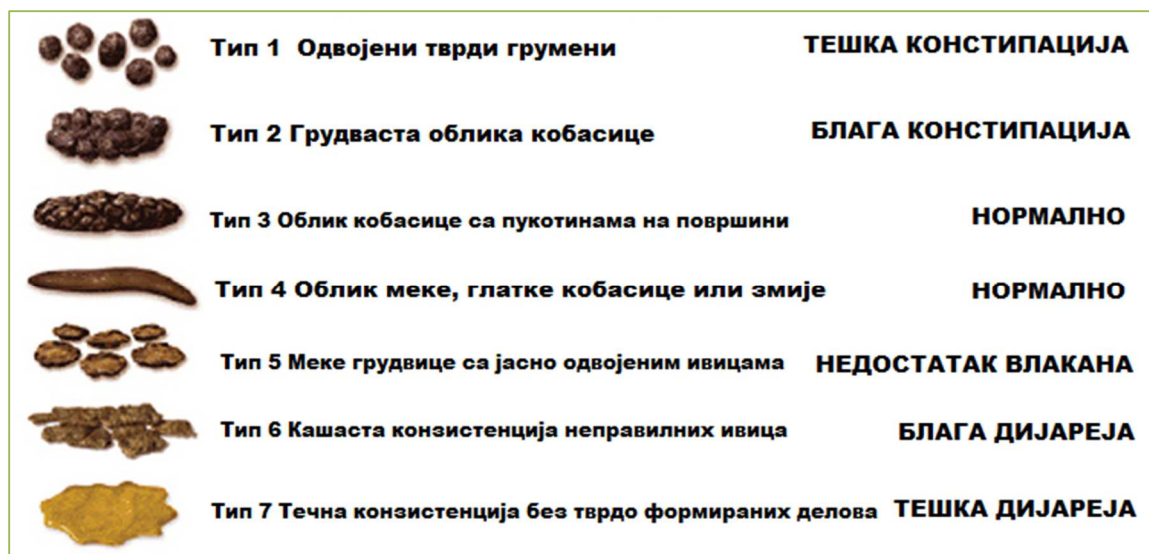 Тип 1 Одвојени тврди грумени ТЕШКА КОНСТИПАЦИЈА
Тип 2 Грудваста облика кобасице БЛАГА КОНСТИПАЦИЈА
Тип 3 Облик кобасице са пукотинама на површини НОРМАЛНО
Тип 4 Облик меке, глатке кобасице или змије НОРМАЛНО
Тип 5 Меке грудвице са јасно одвојеним ивицама НЕДОСТАТАК ВЛАКАНА
Тип 6 Кашаста конзистенција неправилних ивица БЛАГА ДИЈАРЕЈА
Тип 7 Течна конзистенција без тврдо формираних делова ТЕШКА ДИЈАРЕЈА